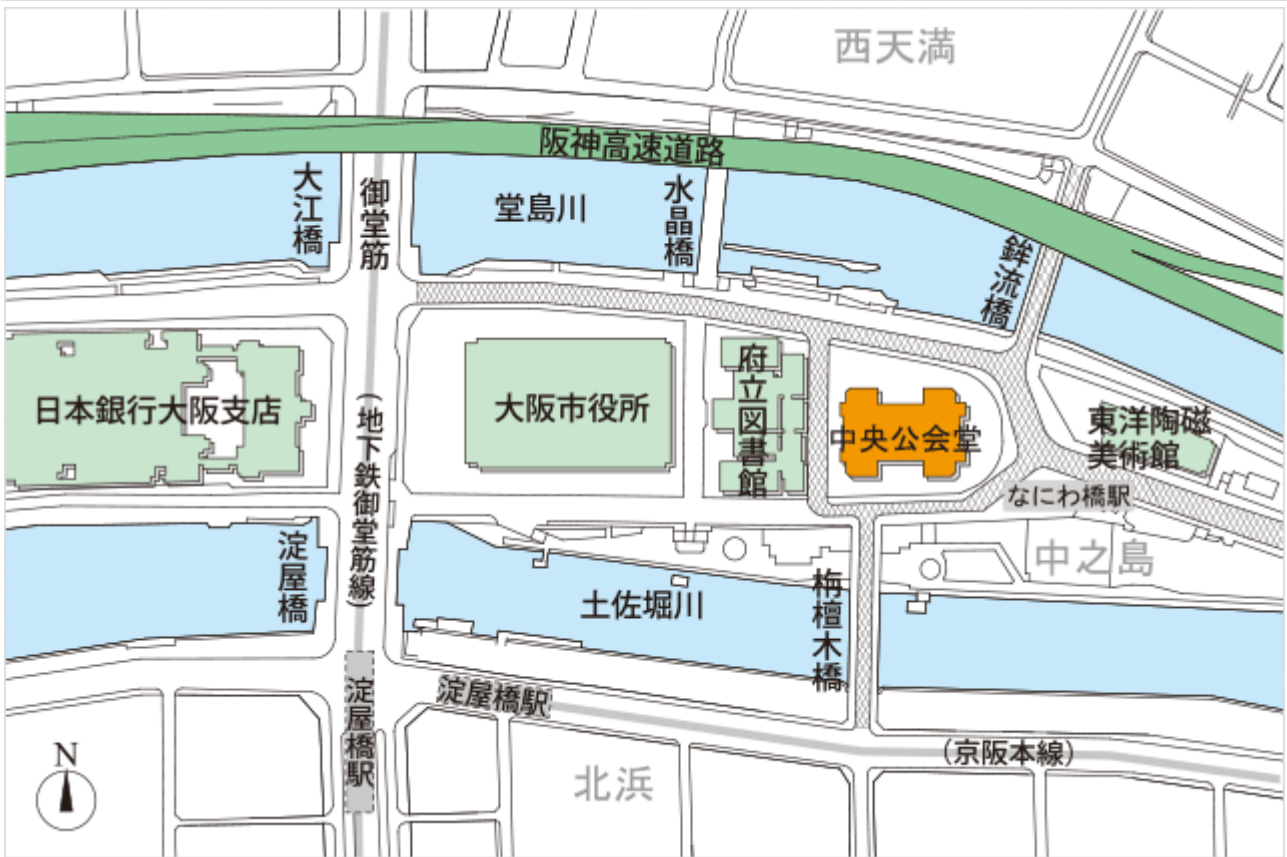 西天満
阪神高速道路
大江橋
御堂筋
堂島川
水晶橋
鉾流橋
日本銀行大阪支店
(地下鉄御堂筋線)
大阪市役所
府立図書館
中央公会堂
東洋陶磁
美術館
なにわ橋駅
中之島
淀屋橋
土佐堀川
栴檀木橋
淀屋橋駅
淀屋橋駅
(京阪本線)
北浜
N